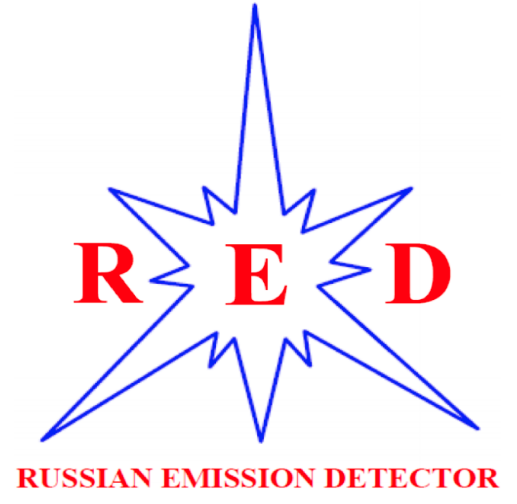 R E D
RUSSIAN EMISSION DETECTOR